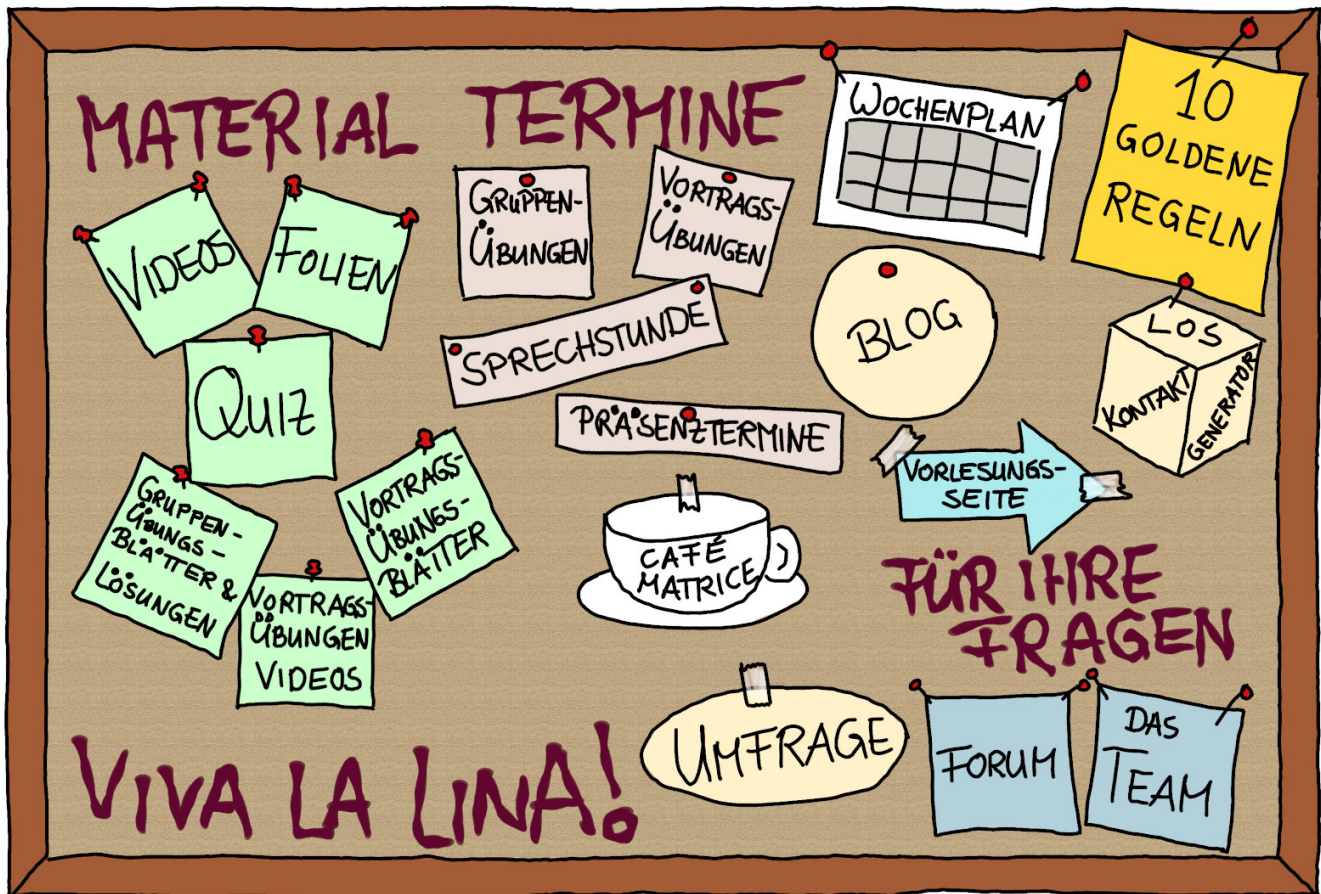 MATERIAL
VIDEOS
FOLIEN
QUIZ
GRUPPEN-
ÜBUNGS-
BLÄTTER &
LÖSUNGEN
VORTRAGS-
ÜBUNGEN
VIDEOS
VORTRAGS-
ÜBUNGS-
BLÄTTER
TERMINE
GRUPPEN-
ÜBUNGEN
VORTRAGS-
ÜBUNGEN
SPRECHSTUNDE
PRÄSENZTERMINE
CAFÉ
MATRICE
WOCHENPLAN
10
GOLDENE
REGELN
BLOG
LOS
KONTAKT
GENERATOR
VORLESUNGS-
SEITE
FÜR IHRE
FRAGEN
UMFRAGE
FORUM
DAS
TEAM
VIVA LA LINA!